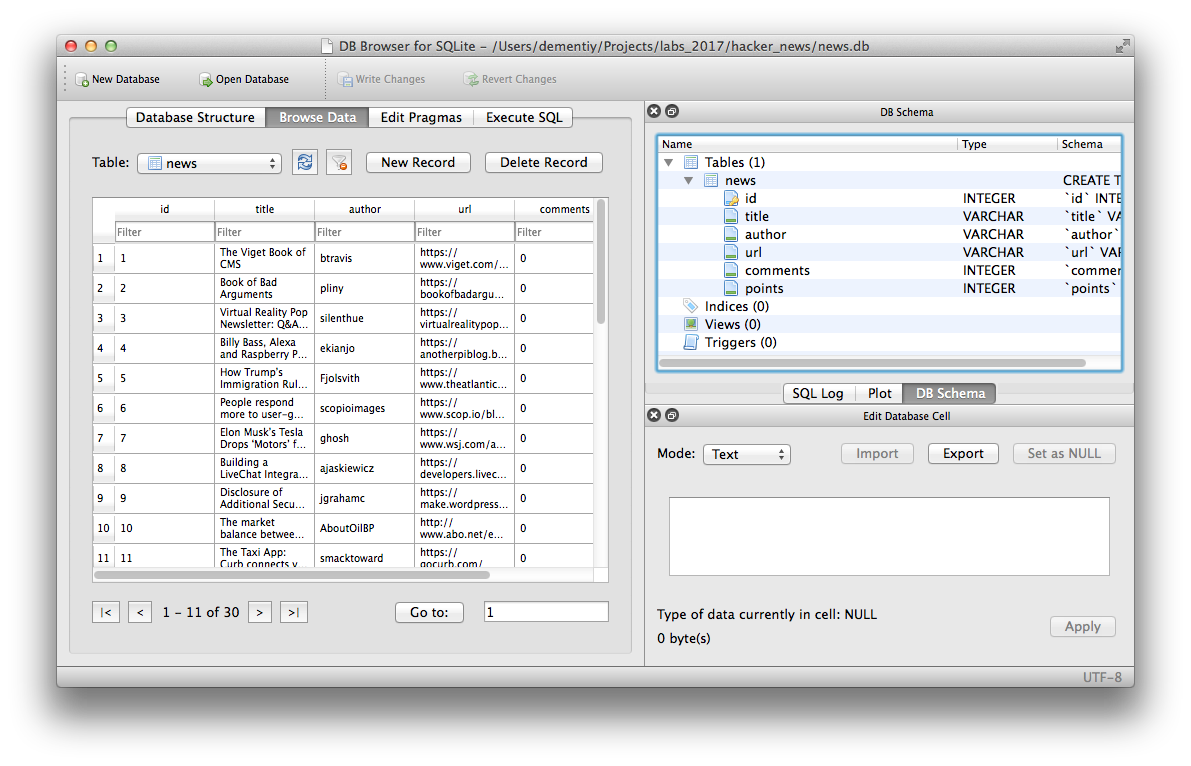 DB Browser for SQLite – /Users/dementiy/Projects/labs_2017/hacker_news/news.db
New Database Open Database Write Changes Revert Changes
Database Structure Browse Data Edit Pragmas Execute SQL
Table: news New Record Delete Record
id title author url comments
Filter Filter Filter Filter Filter
1 1 The Viget Book of CMS btravis https://www.viget.com/... 0
2 2 Book of Bad Arguments pliny https://bookofbadargu... 0
3 3 Virtual Reality Pop Newsletter: Q&A... silenthue https://virtualrealitypop... 0
4 4 Billy Bass, Alexa and Raspberry P... ekianjo https://anotherpiblog.b... 0
5 5 How Trump's Immigration Rul... Fjolsvith https://www.theatlantic... 0
6 6 People respond more to user-g... scopioimages https://www.scop.io/bl... 0
7 7 Elon Musk's Tesla Drops 'Motors' f... ghosh https://www.wsj.com/a... 0
8 8 Building a LiveChat Integra... ajaskiewicz https://developers.livec... 0
9 9 Disclosure of Additional Secu... jgrahamc https://make.wordpress... 0
10 10 The market balance betwee... AboutOilBP http://www.abo.net/e... 0
11 11 The Taxi App: Curb connects y smacktoward https://gocurb.com/ 0
|< < 1 – 11 of 30 > >| Go to: 1
DB Schema
Name Type Schema
Tables (1)
news CREATE T
id INTEGER `id` INTE
title VARCHAR `title` VA
author VARCHAR `author`
url VARCHAR `url` VAR
comments INTEGER `commer
points INTEGER `points`
Indices (0)
Views (0)
Triggers (0)
SQL Log Plot DB Schema
Edit Database Cell
Mode: Text Import Export Set as NULL
Type of data currently in cell: NULL
0 byte(s)
Apply
UTF-8